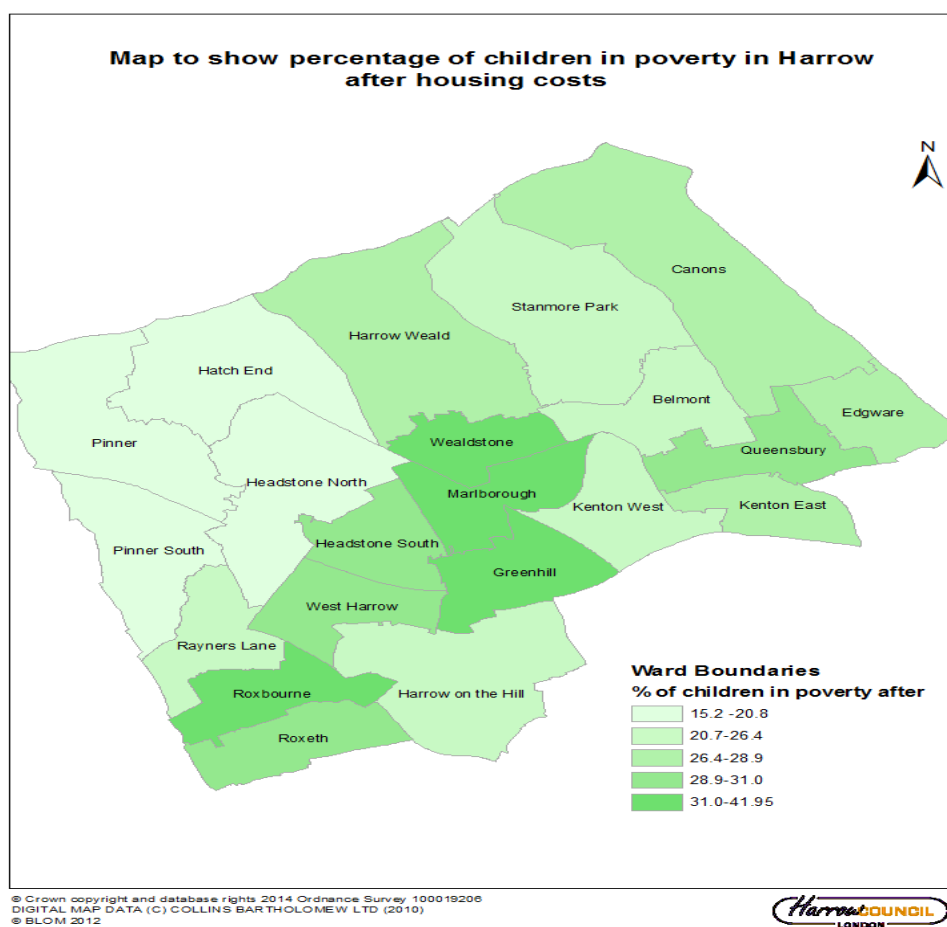 Map to show percentage of children in poverty in Harrow
after housing costs
N
Canons
Stanmore Park
Harrow Weald
Hatch End
Belmont
Edgware
Pinner
Wealdstone
Queensbury
Headstone North
Marlborough
Kenton West
Kenton East
Pinner South
Headstone South
Greenhill
West Harrow
Rayners Lane
Roxbourne
Harrow on the Hill
Roxeth
Ward Boundaries
% of children in poverty after
15.2 -20.8
20.7-26.4
26.4-28.9
28.9-31.0
31.0-41.95
© Crown copyright and database rights 2014 Ordnance Survey 100019206
DIGITAL MAP DATA (C) COLLINS BARTHOLOMEW LTD (2010)
© BLOM 2012
Harrow COUNCIL
LONDON